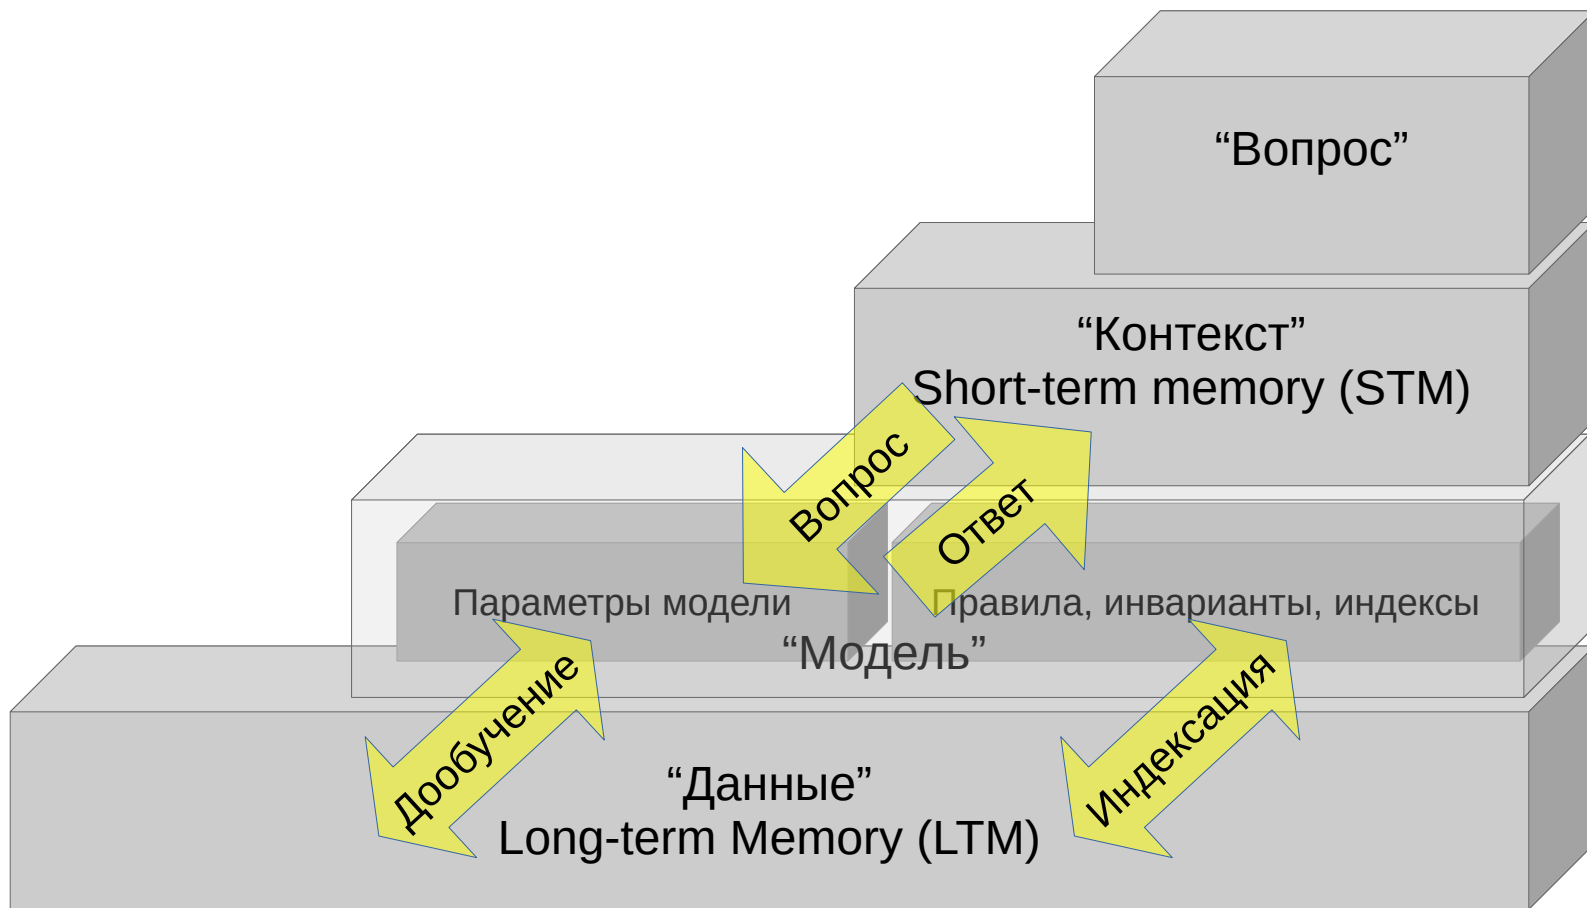 “Вопрос”
“Контекст”
Short-term memory (STM)
Вопрос
Ответ
Параметры модели
Правила, инварианты, индексы
“Модель”
Дообучение
Индексация
“Данные”
Long-term Memory (LTM)